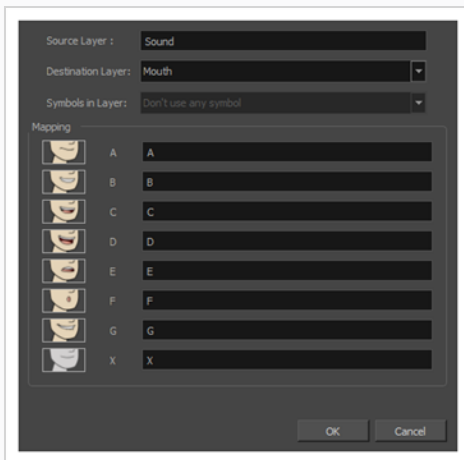 Source Layer : Sound
Destination Layer: Mouth
Symbols in Layer: Don't use any symbol
Mapping
A A
B B
C C
D D
E E
F F
G G
X X
OK Cancel